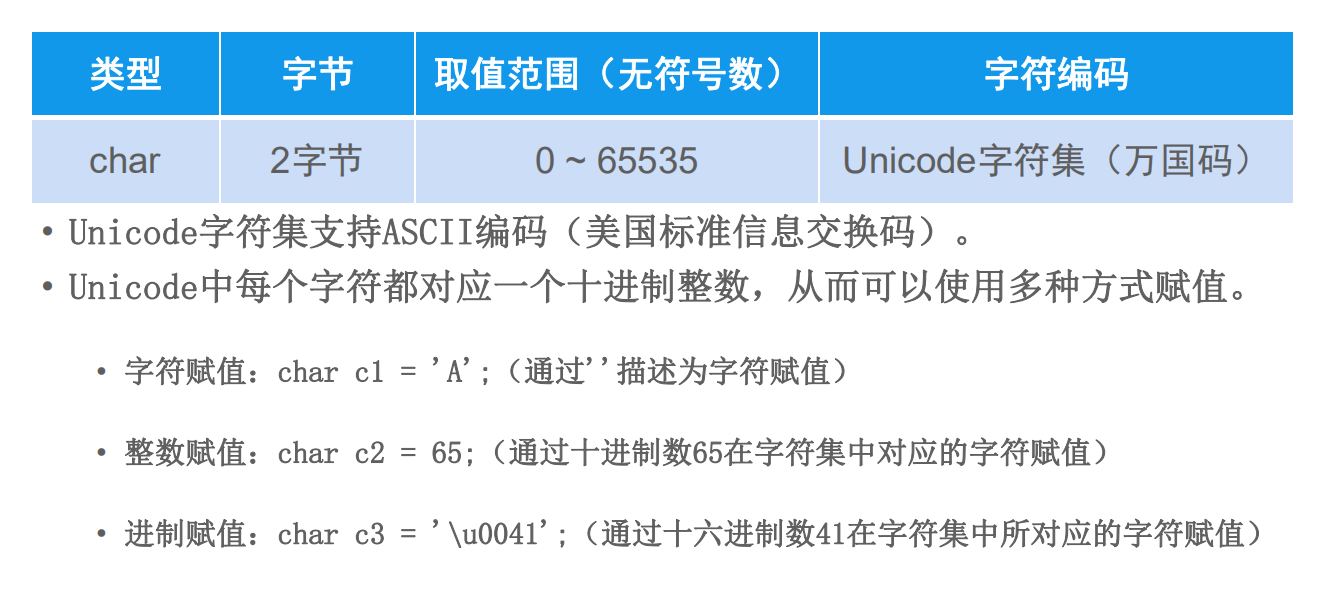 类型 字节 取值范围（无符号数） 字符编码
char 2字节 0 ~ 65535 Unicode字符集（万国码）
• Unicode字符集支持ASCII编码（美国标准信息交换码）。
• Unicode中每个字符都对应一个十进制整数，从而可以使用多种方式赋值。
• 字符赋值：char c1 = 'A';（通过''描述为字符赋值）
• 整数赋值：char c2 = 65;（通过十进制数65在字符集中对应的字符赋值）
• 进制赋值：char c3 = '\u0041';（通过十六进制数41在字符集中所对应的字符赋值）